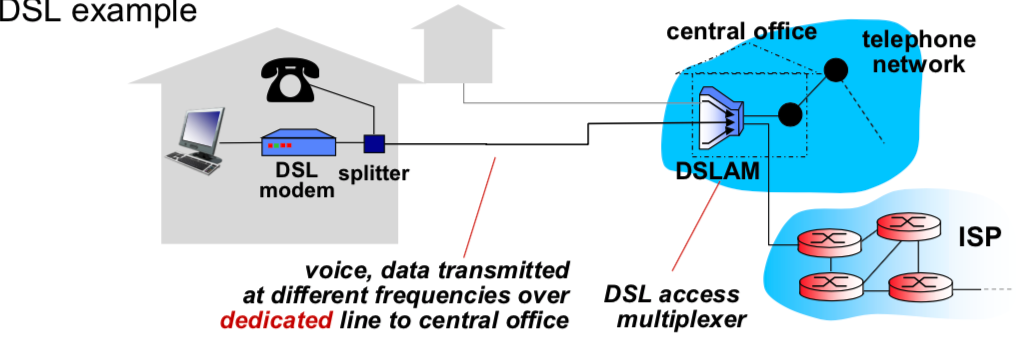 DSL example
central office
telephone
network
DSL
modem
splitter
DSLAM
ISP
voice, data transmitted
at different frequencies over
dedicated line to central office
DSL access
multiplexer